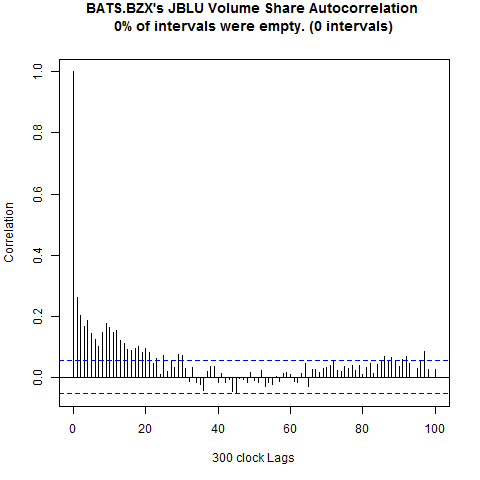 BATS.BZX's JBLU Volume Share Autocorrelation
0% of intervals were empty. (0 intervals)
1.0
0.8
0.6
0.4
0.2
0.0
Correlation
0 20 40 60 80 100
300 clock Lags